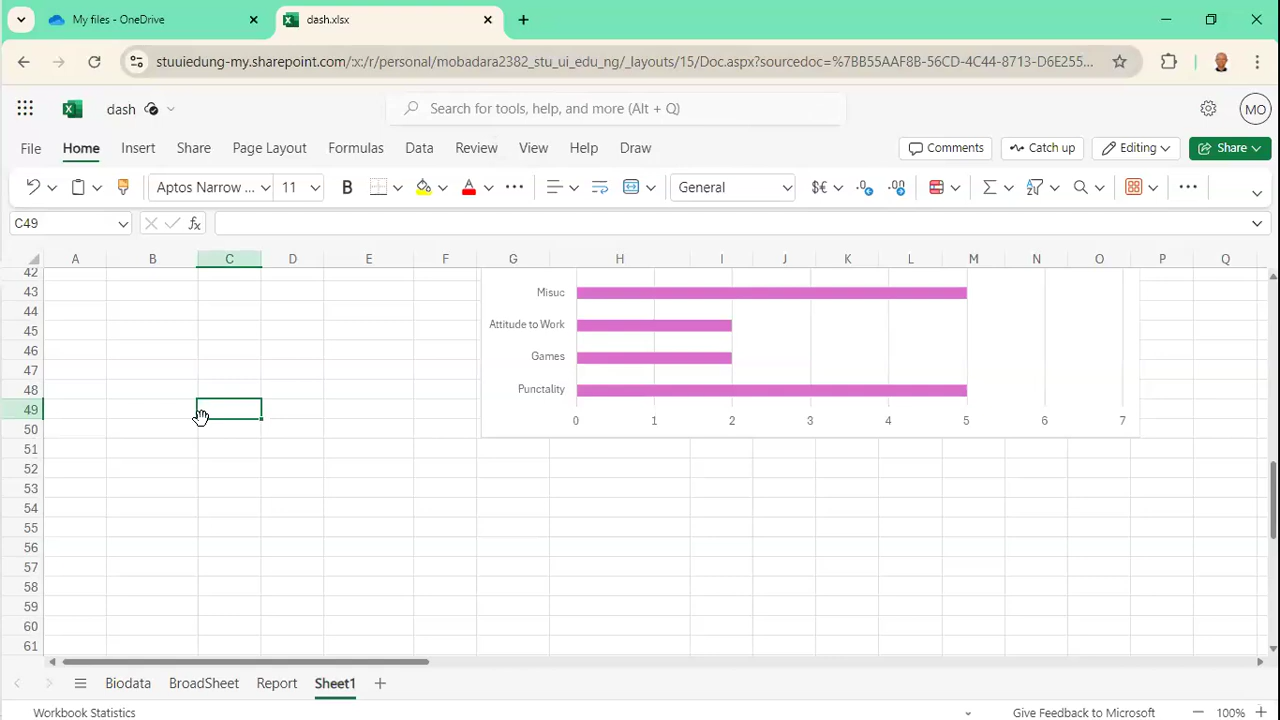 My files - OneDrive
dash.xlsx
stuuiedung-my.sharepoint.com/:x:/r/personal/mobidara2382_stu_ui_edu_ng/_layouts/15/Doc.aspx?sourcedoc=%7BB55AAF8B-56CD-4C44-8713-D6E255...
dash
Search for tools, help, and more (Alt + Q)
MO
File Home Insert Share Page Layout Formulas Data Review View Help Draw
Comments Catch up Editing Share
Aptos Narrow ... 11 B A General $€ .0 .00
C49 fx
A B C D E F G H I J K L M N O P Q
42
43 Misuc
44
45 Attitude to Work
46 Games
47
48 Punctality
49
50 0 1 2 3 4 5 6 7
51
52
53
54
55
56
57
58
59
60
61
Biodata BroadSheet Report Sheet1
Workbook Statistics Give Feedback to Microsoft 100%